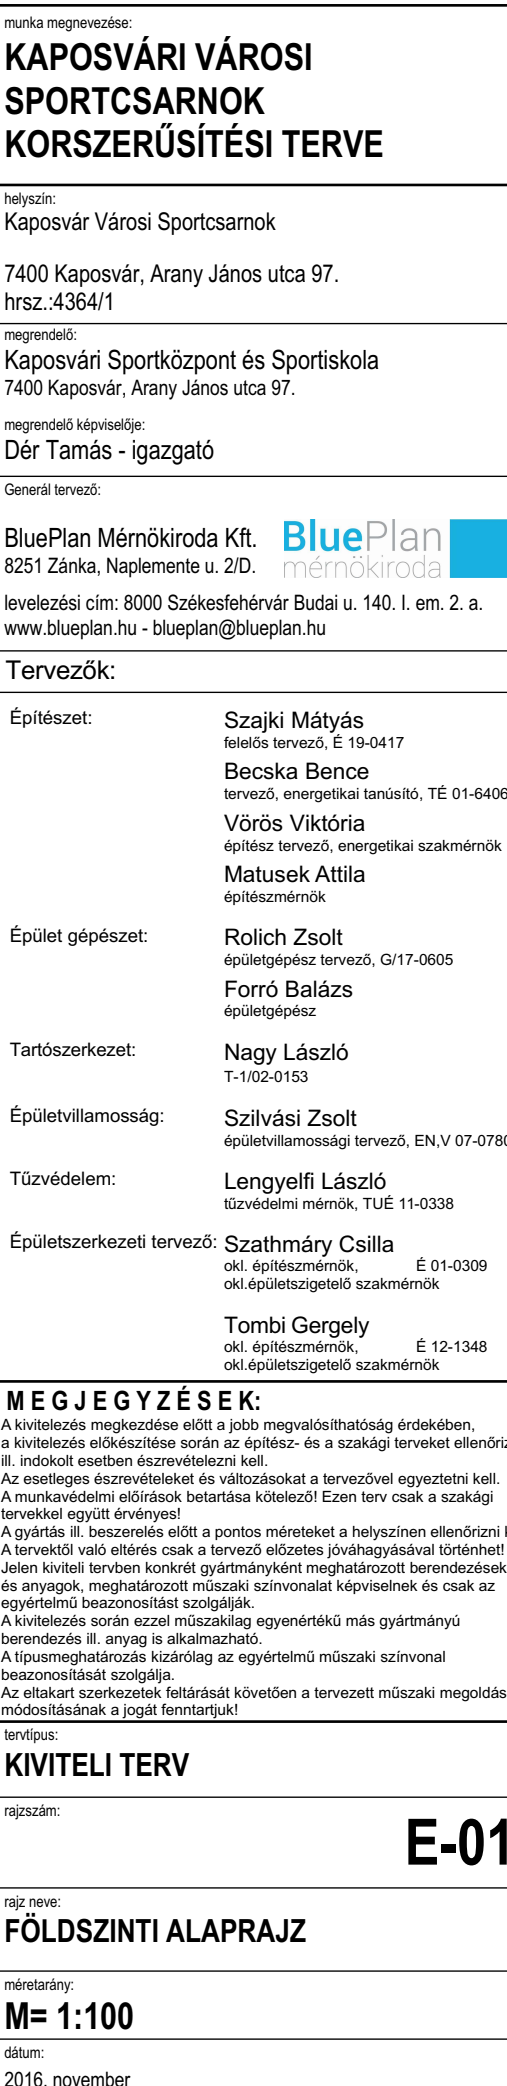 munka megnevezése:
KAPOSVÁRI VÁROSI
SPORTCSARNOK
KORSZERŰSÍTÉSI TERVE
helyszín:
Kaposvár Városi Sportcsarnok
7400 Kaposvár, Arany János utca 97.
hrsz.:4364/1
megrendelő:
Kaposvári Sportközpont és Sportiskola
7400 Kaposvár, Arany János utca 97.
megrendelő képviselője:
Dér Tamás - igazgató
Generál tervező:
BluePlan Mérnökiroda Kft.
8251 Zánka, Naplemente u. 2/D.
BluePlan
mérnökiroda
levelezési cím: 8000 Székesfehérvár Budai u. 140. I. em. 2. a.
www.blueplan.hu - blueplan@blueplan.hu
Tervezők:
Építészet: Szajki Mátyás
felelős tervező, É 19-0417
Becska Bence
tervező, energetikai tanúsító, TÉ 01-6406
Vörös Viktória
építész tervező, energetikai szakmérnök
Matusek Attila
építészmérnök
Épület gépészet: Rolich Zsolt
épületgépész tervező, G/17-0605
Forró Balázs
épületgépész
Tartószerkezet: Nagy László
T-1/02-0153
Épületvillamosság: Szilvási Zsolt
épületvillamossági tervező, EN,V 07-0780
Tűzvédelem: Lengyelfi László
tűzvédelmi mérnök, TUÉ 11-0338
Épületszerkezeti tervező: Szathmáry Csilla
okl. építészmérnök, É 01-0309
okl.épületszigetelő szakmérnök
Tombi Gergely
okl. építészmérnök, É 12-1348
okl.épületszigetelő szakmérnök
M E G J E G Y Z É S E K:
A kivitelezés megkezdése előtt a jobb megvalósíthatóság érdekében,
a kivitelezés előkészítése során az építész- és a szakági terveket
ill. indokolt esetben észrevételezni kell.
Az esetleges észrevételeket és változásokat a tervezővel egyeztetni kell.
A munkavédelmi előírások betartása kötelező! Ezen terv csak a szakági
tervekkel együtt érvényes!
A gyártás ill. beszerelés előtt a pontos méreteket a helyszínen ellenőrizni
A tervektől való eltérés csak a tervező előzetes jóváhagyásával történhet!
Jelen kiviteli tervben konkrét gyártmányként meghatározott berendezések
és anyagok, meghatározott műszaki színvonalat képviselnek és csak az
egyértelmű beazonosítást szolgálják.
A kivitelezés során ezzel műszakilag egyenértékű más gyártmányú
berendezés ill. anyag is alkalmazható.
A típusmeghatározás kizárólag az egyértelmű műszaki színvonal
beazonosítását szolgálja.
Az eltakart szerkezetek feltárását követően a tervezett műszaki megoldás
módosításának a jogát fenntartjuk!
tervtípus:
KIVITELI TERV
rajzszám:
E-01
rajz neve:
FÖLDSZINTI ALAPRAJZ
méretarány:
M= 1:100
dátum:
2016. november